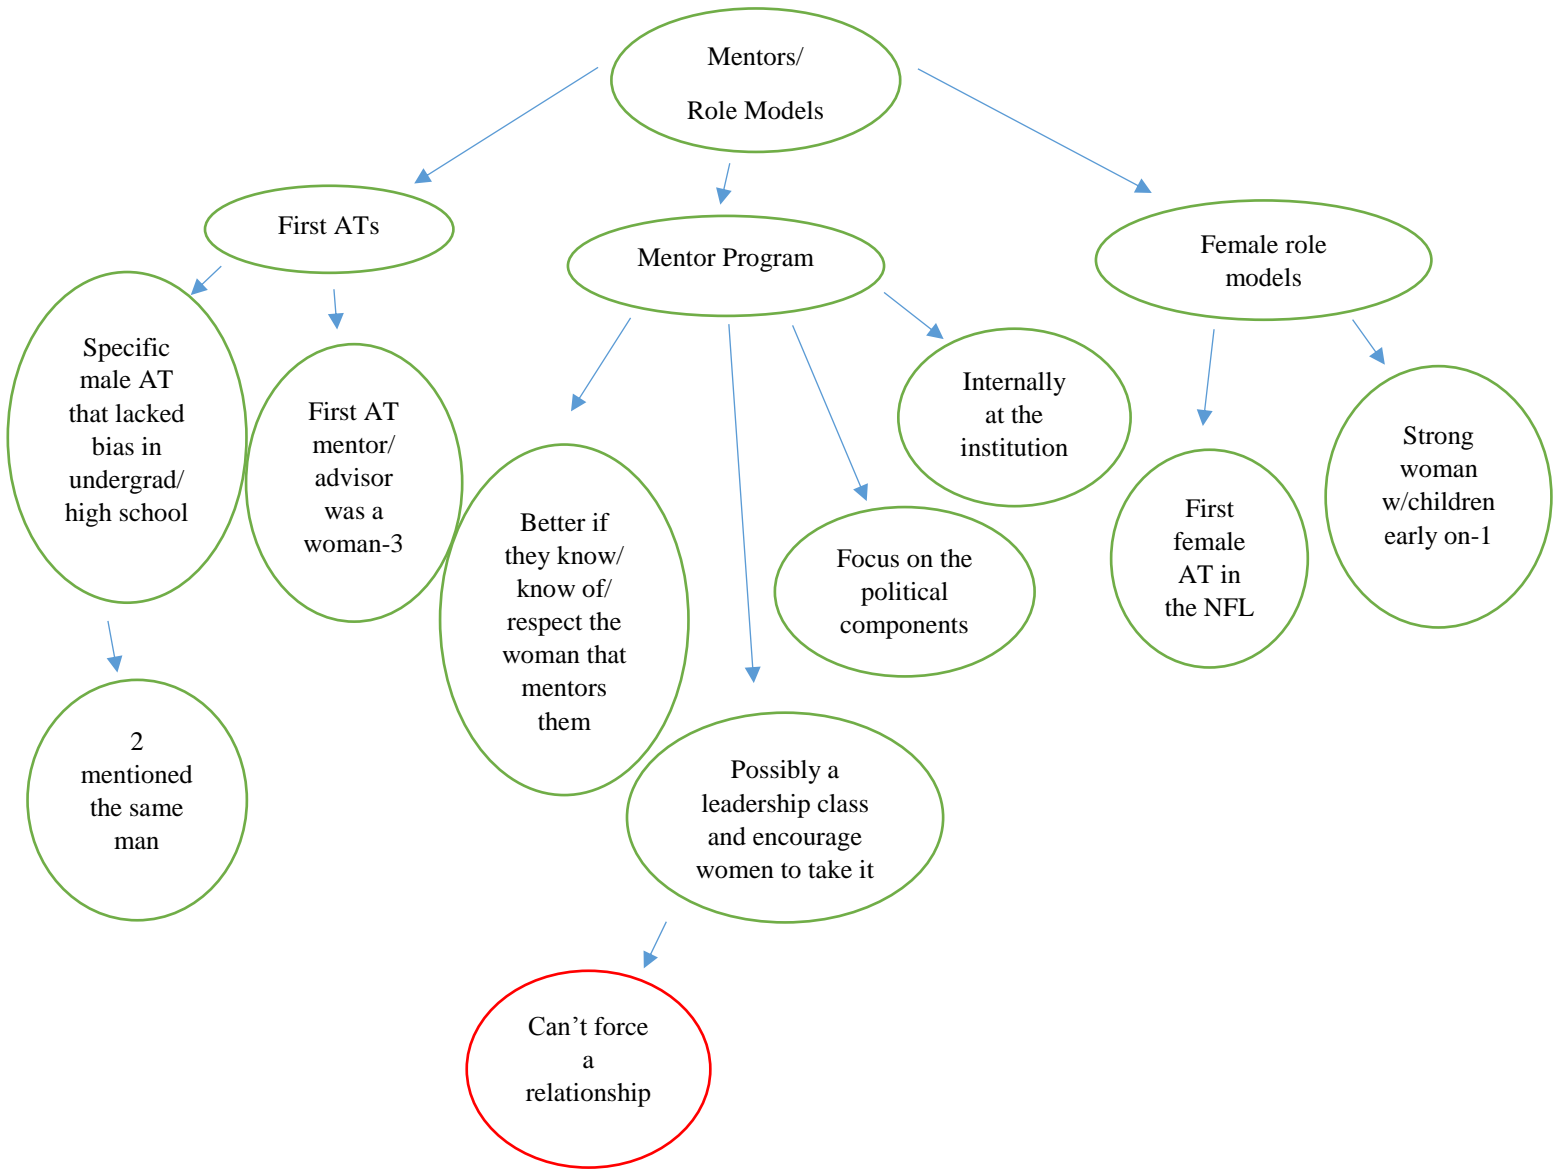 Mentors/
Role Models
First ATs
Mentor Program
Female role
models
Specific
male AT
that lacked
bias in
undergrad/
high school
First AT
mentor/
advisor
was a
woman-3
Better if
they know/
know of/
respect the
woman that
mentors
them
Possibly a
leadership class
and encourage
women to take it
Focus on the
political
components
Internally
at the
institution
First
female
AT in
the NFL
Strong
woman
w/children
early on-1
2
mentioned
the same
man
Can’t force
a
relationship